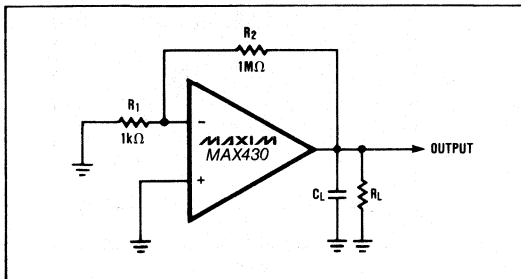 R2
1MΩ
R1
1kΩ
−
MAXIM
MAX430
+
OUTPUT
CL
RL